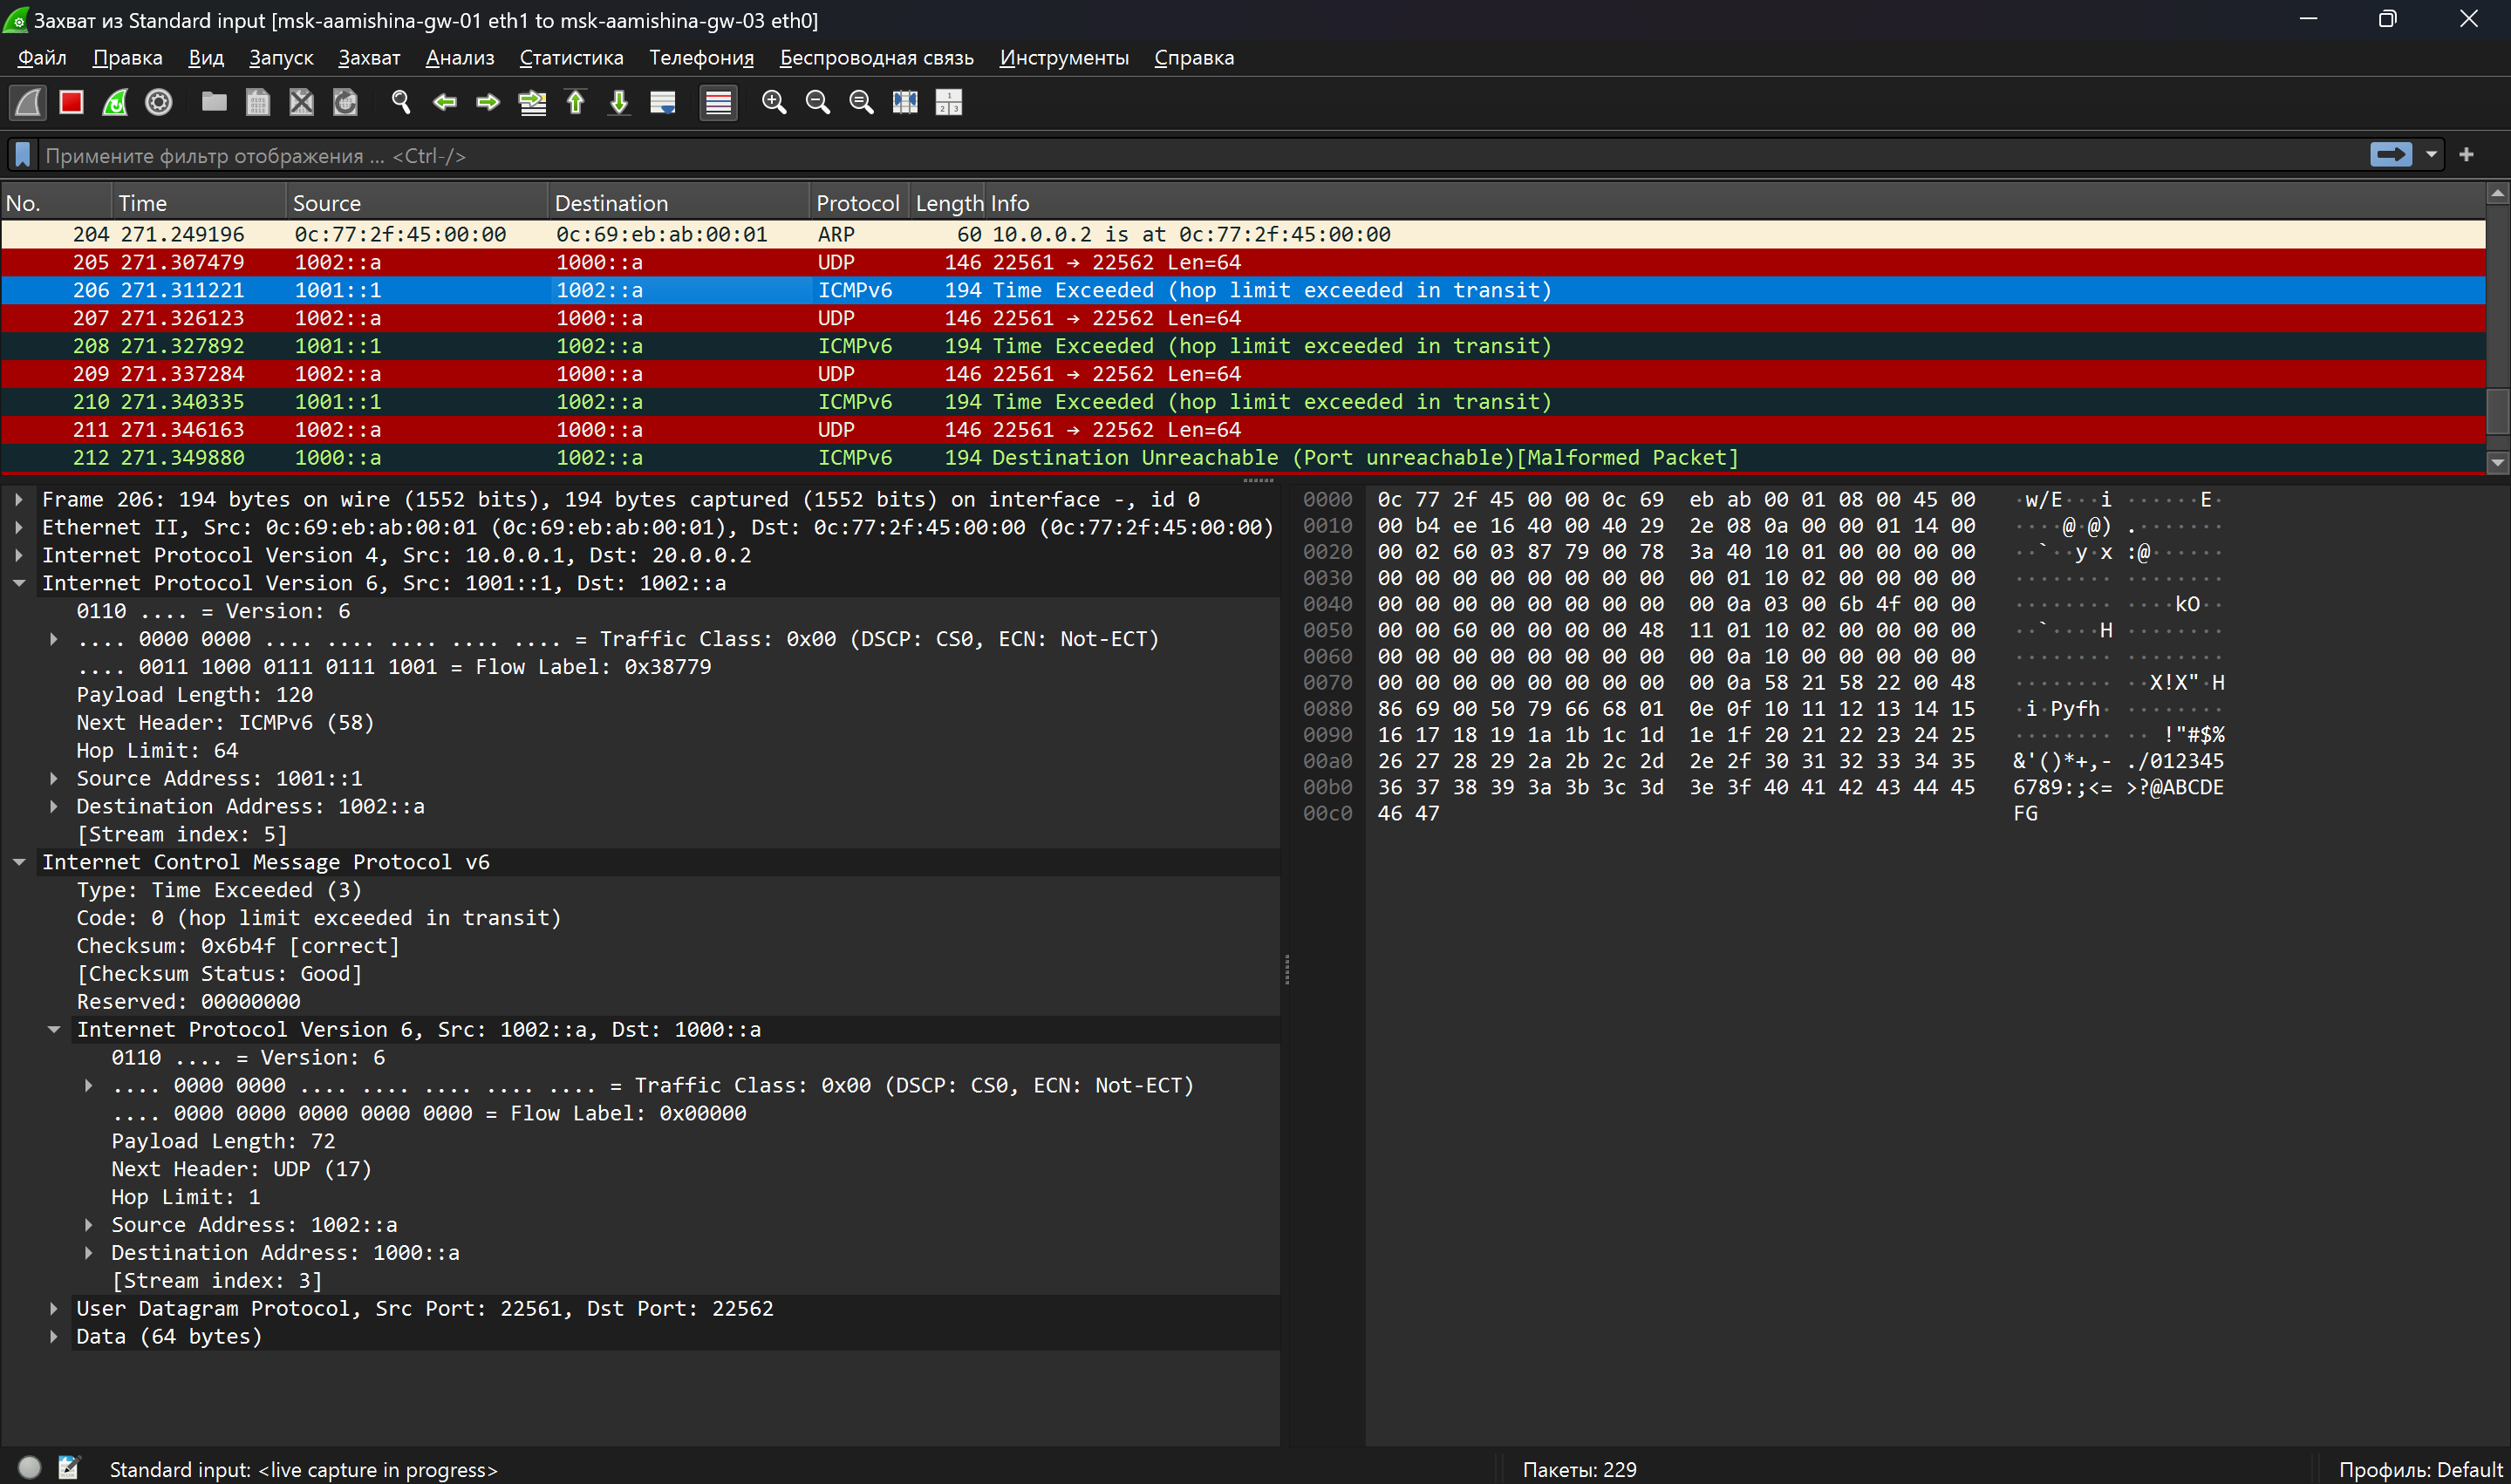 Захват из Standard input [msk-aamishina-gw-01 eth1 to msk-aamishina-gw-03 eth0]
Файл Правка Вид Запуск Захват Анализ Статистика Телефония Беспроводная связь Инструменты Справка
Примените фильтр отображения ... <Ctrl-/>
No. Time Source Destination Protocol Length Info
204 271.249196 0c:77:2f:45:00:00 0c:69:eb:ab:00:01 ARP 60 10.0.0.2 is at 0c:77:2f:45:00:00
205 271.307479 1002::a 1000::a UDP 146 22561 → 22562 Len=64
206 271.311221 1001::1 1002::a ICMPv6 194 Time Exceeded (hop limit exceeded in transit)
207 271.326123 1002::a 1000::a UDP 146 22561 → 22562 Len=64
208 271.327892 1001::1 1002::a ICMPv6 194 Time Exceeded (hop limit exceeded in transit)
209 271.337284 1002::a 1000::a UDP 146 22561 → 22562 Len=64
210 271.340335 1001::1 1002::a ICMPv6 194 Time Exceeded (hop limit exceeded in transit)
211 271.346163 1002::a 1000::a UDP 146 22561 → 22562 Len=64
212 271.349880 1000::a 1002::a ICMPv6 194 Destination Unreachable (Port unreachable)[Malformed Packet]
Frame 206: 194 bytes on wire (1552 bits), 194 bytes captured (1552 bits) on interface -, id 0
Ethernet II, Src: 0c:69:eb:ab:00:01 (0c:69:eb:ab:00:01), Dst: 0c:77:2f:45:00:00 (0c:77:2f:45:00:00)
Internet Protocol Version 4, Src: 10.0.0.1, Dst: 20.0.0.2
Internet Protocol Version 6, Src: 1001::1, Dst: 1002::a
0110 .... = Version: 6
.... 0000 0000 .... .... .... .... .... = Traffic Class: 0x00 (DSCP: CS0, ECN: Not-ECT)
.... 0011 1000 0111 0111 1001 = Flow Label: 0x38779
Payload Length: 120
Next Header: ICMPv6 (58)
Hop Limit: 64
Source Address: 1001::1
Destination Address: 1002::a
[Stream index: 5]
Internet Control Message Protocol v6
Type: Time Exceeded (3)
Code: 0 (hop limit exceeded in transit)
Checksum: 0x6b4f [correct]
[Checksum Status: Good]
Reserved: 00000000
Internet Protocol Version 6, Src: 1002::a, Dst: 1000::a
0110 .... = Version: 6
.... 0000 0000 .... .... .... .... .... = Traffic Class: 0x00 (DSCP: CS0, ECN: Not-ECT)
.... 0000 0000 0000 0000 0000 = Flow Label: 0x00000
Payload Length: 72
Next Header: UDP (17)
Hop Limit: 1
Source Address: 1002::a
Destination Address: 1000::a
[Stream index: 3]
User Datagram Protocol, Src Port: 22561, Dst Port: 22562
Data (64 bytes)
0000 0c 77 2f 45 00 00 0c 69 eb ab 00 01 08 00 45 00 ·w/E···i ······E·
0010 00 b4 ee 16 40 00 40 29 2e 08 0a 00 00 01 14 00 ····@·@) .·······
0020 00 02 60 03 87 79 00 78 3a 40 10 01 00 00 00 00 ··`··y·x :@······
0030 00 00 00 00 00 00 00 00 00 01 10 02 00 00 00 00 ········ ········
0040 00 00 00 00 00 00 00 00 00 0a 03 00 6b 4f 00 00 ········ ····kO··
0050 00 00 60 00 00 00 00 48 11 01 10 02 00 00 00 00 ··`····H ········
0060 00 00 00 00 00 00 00 00 00 0a 10 00 00 00 00 00 ········ ········
0070 00 00 00 00 00 00 00 00 00 0a 58 21 58 22 00 48 ········ ··X!X"·H
0080 86 69 00 50 79 66 68 01 0e 0f 10 11 12 13 14 15 ·i·Pyfh· ········
0090 16 17 18 19 1a 1b 1c 1d 1e 1f 20 21 22 23 24 25 ········ ·· !"#$%
00a0 26 27 28 29 2a 2b 2c 2d 2e 2f 30 31 32 33 34 35 &'()*+,- ./012345
00b0 36 37 38 39 3a 3b 3c 3d 3e 3f 40 41 42 43 44 45 6789:;<= >?@ABCDE
00c0 46 47 FG
Standard input: <live capture in progress>
Пакеты: 229
Профиль: Default